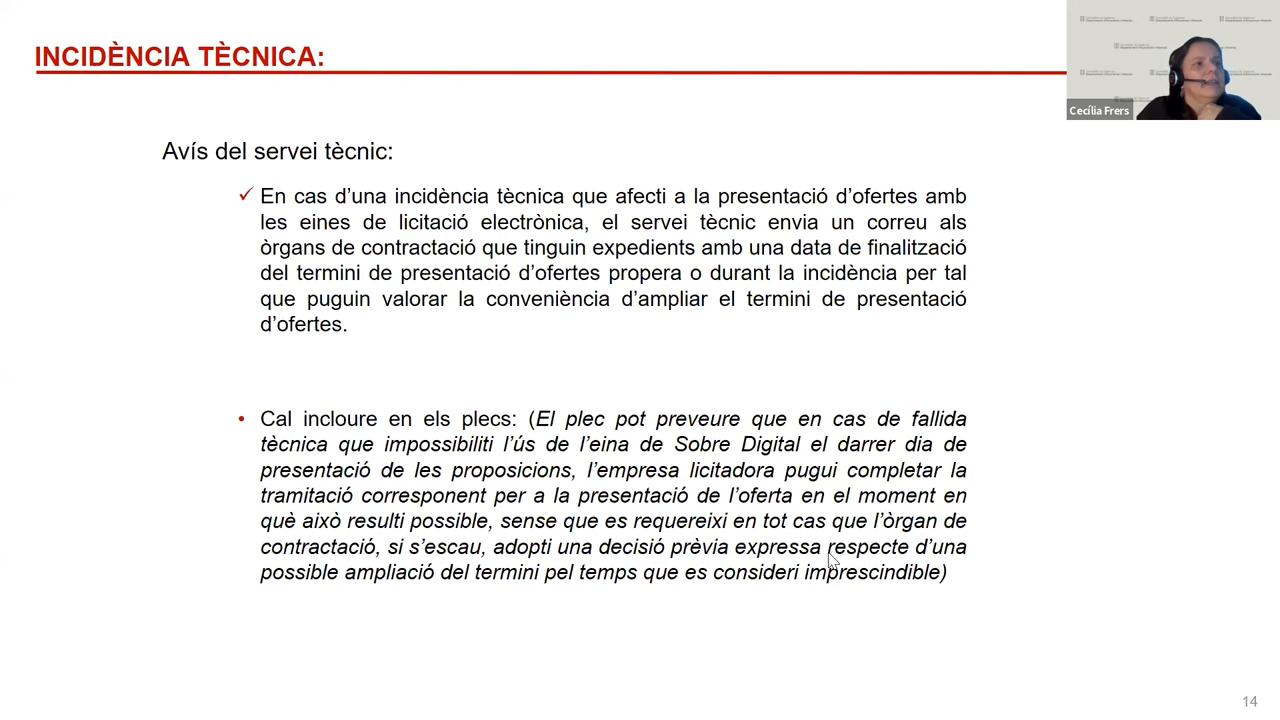 INCIDÈNCIA TÈCNICA:
Cecília Frers
Avís del servei tècnic:
✓ En cas d’una incidència tècnica que afecti a la presentació d’ofertes amb
les eines de licitació electrònica, el servei tècnic envia un correu als
òrgans de contractació que tinguin expedients amb una data de finalització
del termini de presentació d’ofertes propera o durant la incidència per tal
que puguin valorar la conveniència d’ampliar el termini de presentació
d’ofertes.
• Cal incloure en els plecs: (El plec pot preveure que en cas de fallida
tècnica que impossibiliti l’ús de l’eina de Sobre Digital el darrer dia de
presentació de les proposicions, l’empresa licitadora pugui completar la
tramitació corresponent per a la presentació de l’oferta en el moment en
què això resulti possible, sense que es requereixi en tot cas que l’òrgan de
contractació, si s’escau, adopti una decisió prèvia expressa respecte d’una
possible ampliació del termini pel temps que es consideri imprescindible)
14